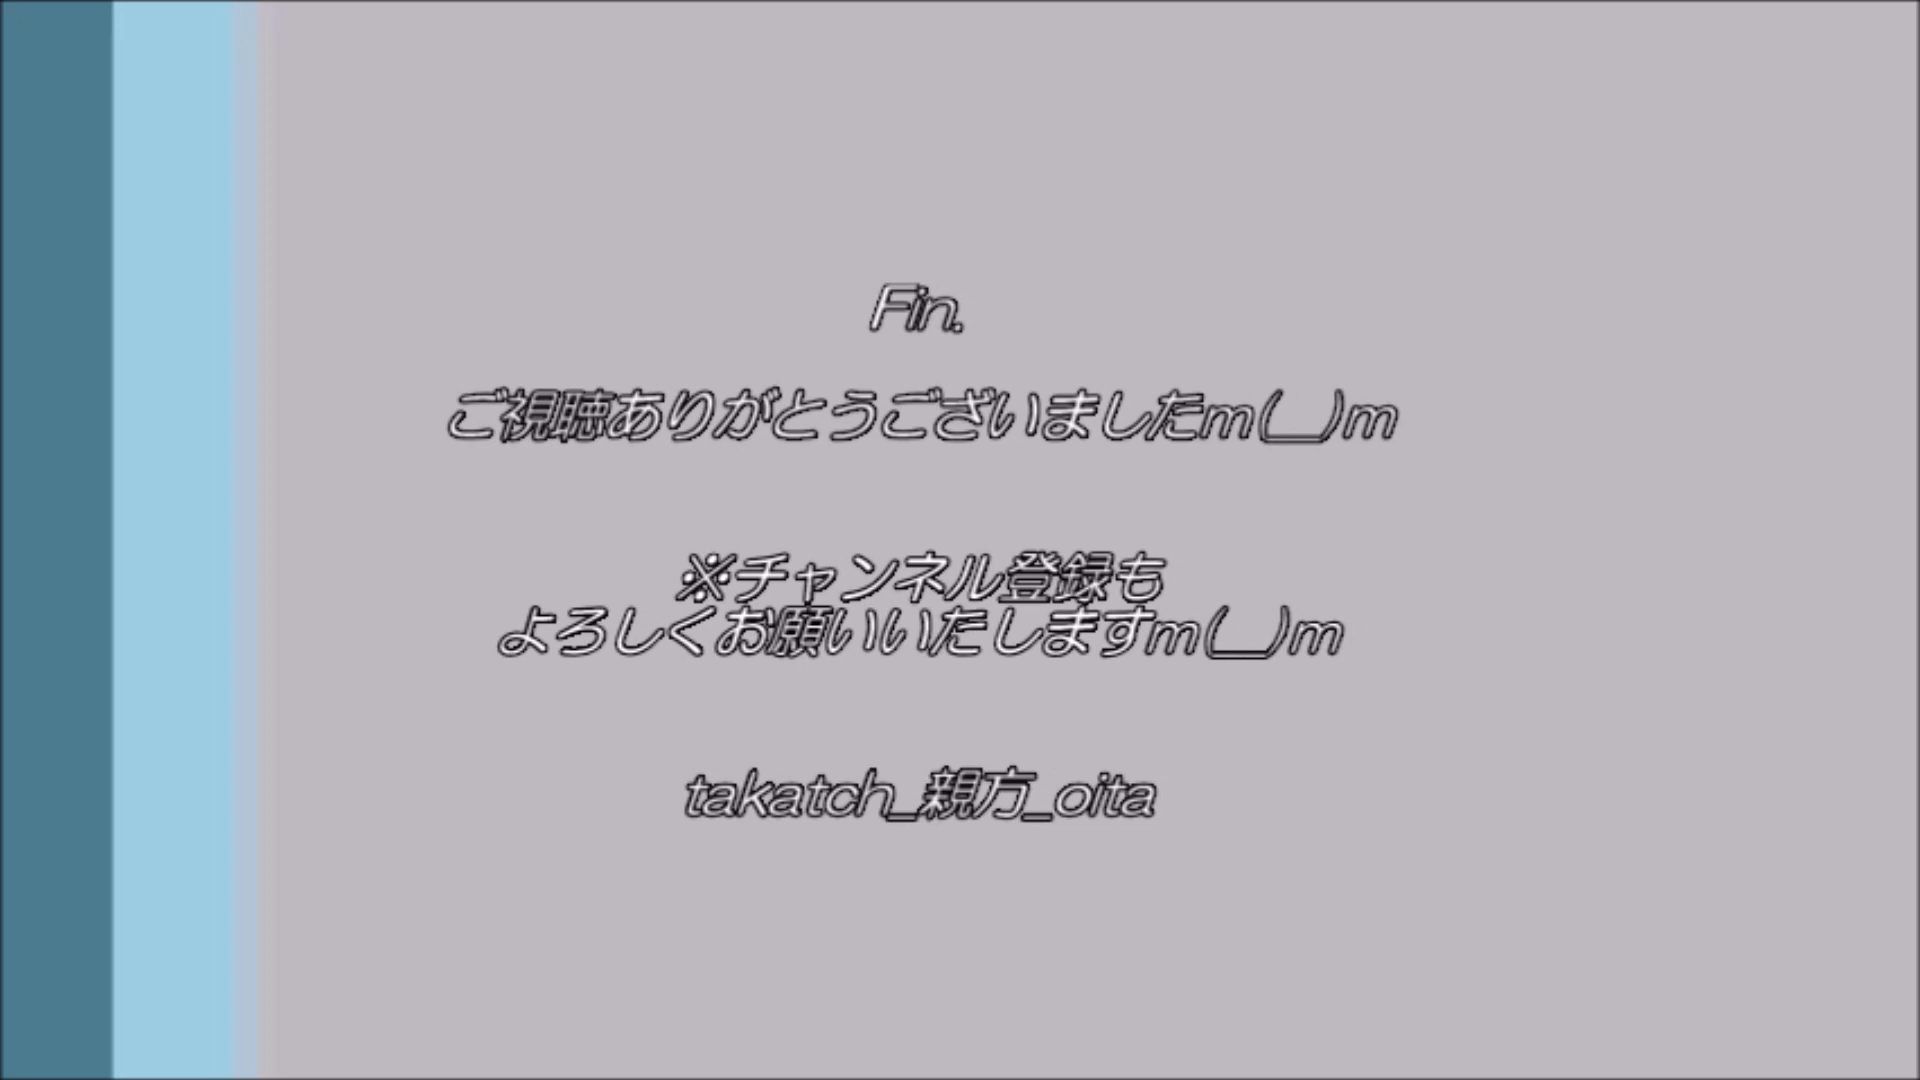 Fin.
ご視聴ありがとうございましたm(__)m
※チャンネル登録も
よろしくお願いいたしますm(__)m
takatch_親方_oita